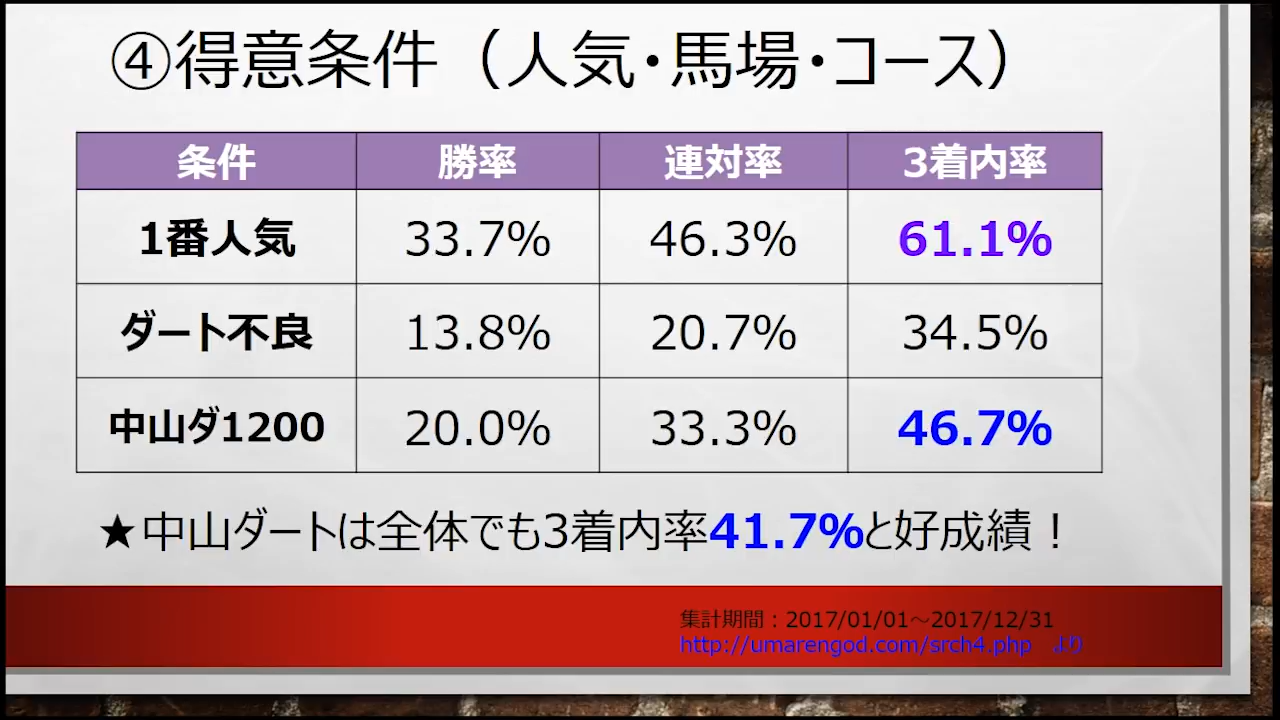 ④得意条件（人気・馬場・コース）
条件 勝率 連対率 3着内率
1番人気 33.7% 46.3% 61.1%
ダート不良 13.8% 20.7% 34.5%
中山ダ1200 20.0% 33.3% 46.7%
★中山ダートは全体でも3着内率41.7%と好成績！
集計期間：2017/01/01～2017/12/31
http://umarengod.com/srch4.php　より